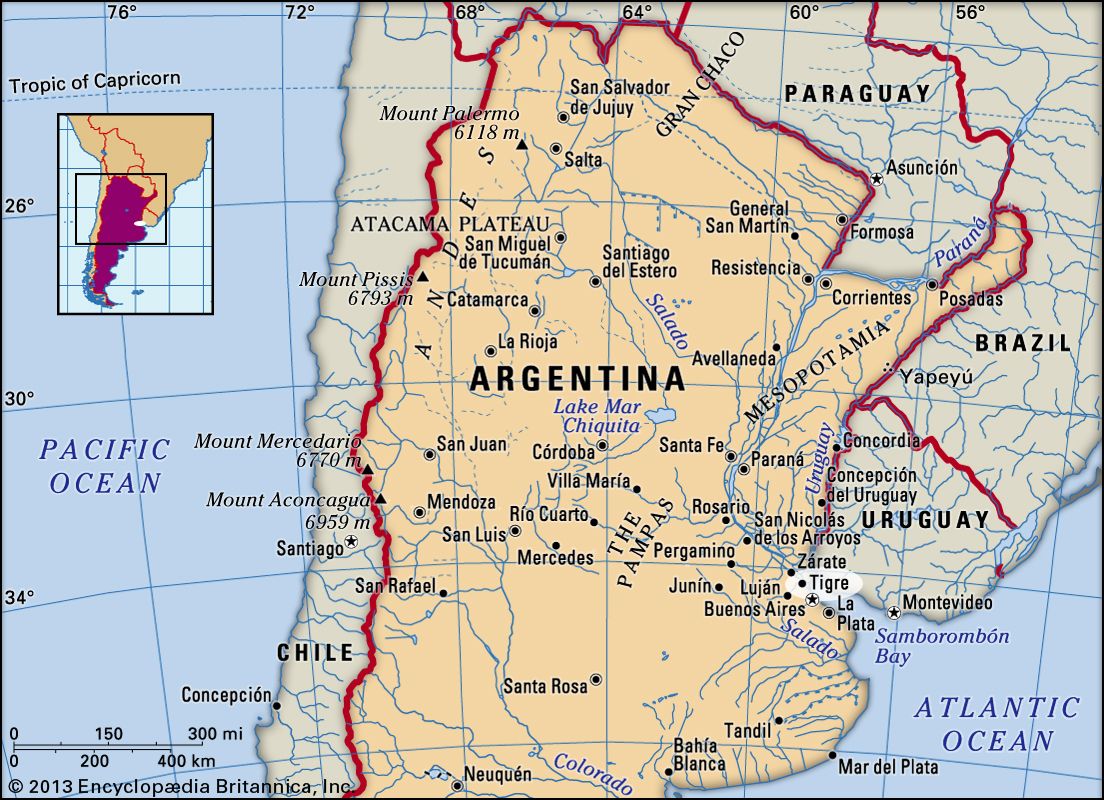 76°
72°
68°
64°
60°
56°
Tropic of Capricorn
San Salvador
de Jujuy
GRAN CHACO
PARAGUAY
Mount Palermo
6118 m
Salta
Asunción
26°
ANDES
ATACAMA PLATEAU
General
San Martín
Formosa
San Miguel
de Tucumán
Santiago
del Estero
Resistencia
Paraná
Mount Pissis
6793 m
Catamarca
Salado
Corrientes
Posadas
La Rioja
Avellaneda
MESOPOTAMIA
BRAZIL
ARGENTINA
Yapeyú
30°
Lake Mar
Chiquita
PACIFIC
OCEAN
Mount Mercedario
6770 m
San Juan
Córdoba
Santa Fe
Paraná
Uruguay
Concordia
Villa María
Concepción
del Uruguay
Mount Aconcagua
6959 m
Mendoza
Río Cuarto
THE
PAMPAS
Rosario
San Nicolás
de los Arroyos
URUGUAY
Santiago
San Luis
Mercedes
Pergamino
Zárate
34°
San Rafael
Junín
Luján
Tigre
Buenos Aires
La
Plata
Montevideo
Salado
Samborombón
Bay
CHILE
Concepción
Santa Rosa
ATLANTIC
OCEAN
Tandil
0 150 300 mi
0 200 400 km
Bahía
Blanca
Mar del Plata
Neuquén
Colorado
© 2013 Encyclopædia Britannica, Inc.